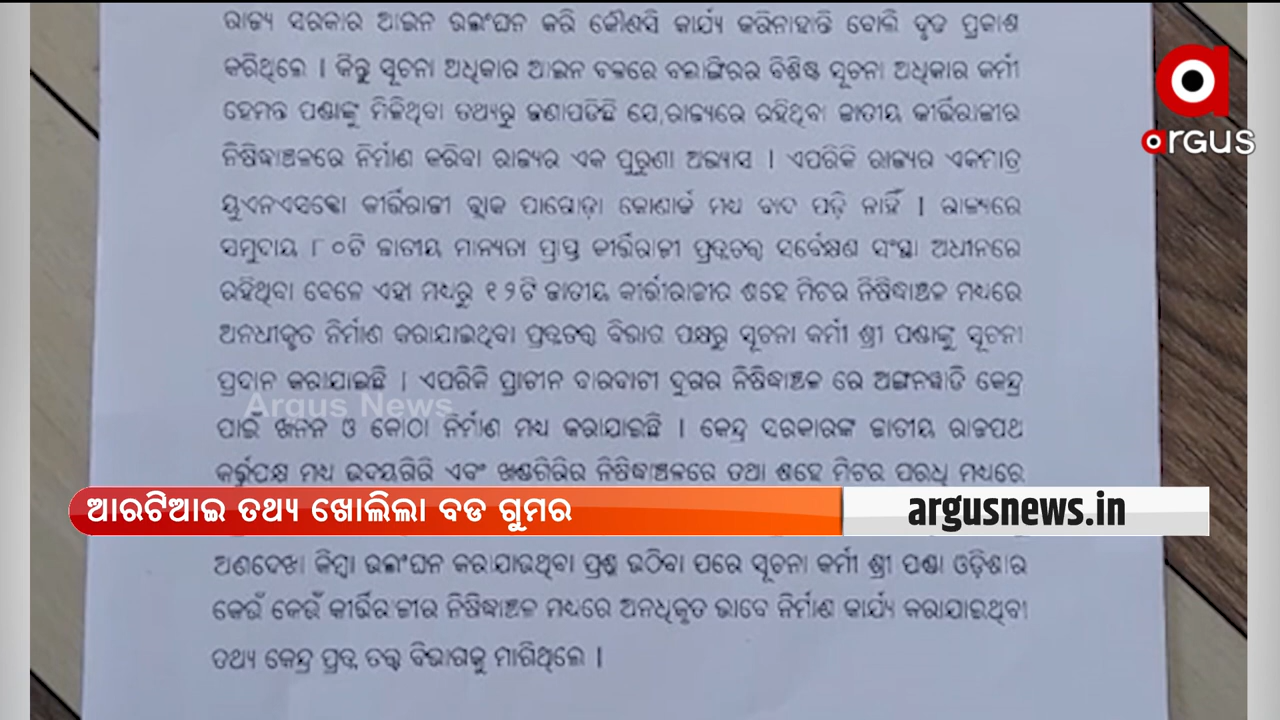 ରାଜ୍ୟ ସରକାର ଆଇନ ଉଲଂଘନ କରି କୌଣସି କାର୍ଯ୍ୟ କରିନାହାନ୍ତି ବୋଲି ଦୃଢ ପ୍ରକାଶ
କରିଥିଲେ । କିନ୍ତୁ ସୂଚନା ଅଧିକାର ଆଇନ ବଳରେ ବଲାଙ୍ଗିରର ବିଶିଷ୍ଟ ସୂଚନା ଅଧିକାର କର୍ମୀ
ହେମନ୍ତ ପଣ୍ଡାଙ୍କୁ ମିଳିଥିବା ତଥ୍ୟରୁ ଜଣାପଡିଛି ଯେ,ରାଜ୍ୟରେ ରହିଥିବା ଜାତୀୟ କୀର୍ତ୍ତିରାଜୀର
ନିଷିଦ୍ଧାଞ୍ଚଳରେ ନିର୍ମାଣ କରିବା ରାଜ୍ୟର ଏକ ପୁରୁଣା ଅଭ୍ୟାସ । ଏପରିକି ରାଜ୍ୟର ଏକମାତ୍ର
ୟୁଏନଏସକୋ କୀର୍ତ୍ତିରାଜୀ ବ୍ଲାକ ପାଗୋଡ଼ା କୋଣାର୍କ ମଧ ବାଦ ପଡ଼ି ନାହିଁ । ରାଜ୍ୟରେ
ସମୁଦାୟ ୮୦ଟି ଜାତୀୟ ମାନ୍ୟତା ପ୍ରାପ୍ତ କୀର୍ତ୍ତିରାଜୀ ପ୍ରତ୍ନତତ୍ତ୍ଵ ସର୍ବେକ୍ଷଣ ସଂସ୍ଥା ଅଧୀନରେ
ରହିଥିବା ବେଳେ ଏହା ମଧ୍ୟରୁ ୧୨ଟି ଜାତୀୟ କୀର୍ତ୍ତୀରାଜୀର ଶହେ ମିଟର ନିଷିଦ୍ଧାଞ୍ଚଳ ମଧ୍ୟରେ
ଅନଧୀକୃତ ନିର୍ମାଣ କରାଯାଇଥିବା ପ୍ରତ୍ନତତ୍ତ୍ଵ ବିଭାଗ ପକ୍ଷରୁ ସୂଚନା କର୍ମୀ ଶ୍ରୀ ପଣ୍ଡାଙ୍କୁ ସୂଚନା
ପ୍ରଦାନ କରାଯାଇଛି । ଏପରିକି ପ୍ରାଚୀନ ବାରବାଟୀ ଦୁଗର ନିଷିଦ୍ଧାଞ୍ଚଳ ରେ ଅଙ୍ଗନୱାଡି କେନ୍ଦ୍ର
Argus News
ପାଇଁ ଖନନ ଓ କୋଠା ନିର୍ମାଣ ମଧ କରାଯାଇଛି । କେନ୍ଦ୍ର ସରକାରଙ୍କ ଜାତୀୟ ରାଜପଥ
କର୍ତ୍ତୃପକ୍ଷ ମଧ ଉଦୟଗିରି ଏବଂ ଖଣ୍ଡଗିରିର ନିଷିଦ୍ଧାଞ୍ଚଳରେ ତଥା ଶହେ ମିଟର ପରଧି ମଧ୍ୟରେ
ଆରଟିଆଇ ତଥ୍ୟ ଖୋଲିଲା ବଡ ଗୁମର
argusnews.in
ଅଣଦେଖା କିମ୍ବା ଉଲଂଘନ କରାଯାଉଥିବା ପ୍ରଶ୍ନ ଉଠିବା ପରେ ସୂଚନା କର୍ମୀ ଶ୍ରୀ ପଣ୍ଡା ଓଡ଼ିଶାର
କେଉଁ କେଉଁ କୀର୍ତ୍ତିରାଜୀର ନିଷିଦ୍ଧାଞ୍ଚଳ ମଧ୍ୟରେ ଅନଧିକୃତ ଭାବେ ନିର୍ମାଣ କାର୍ଯ୍ୟ କରାଯାଇଥିବା
ତଥ୍ୟ କେନ୍ଦ୍ର ପ୍ରତ୍ନ ତତ୍ତ୍ଵ ବିଭାଗକୁ ମାଗିଥିଲେ ।
argus